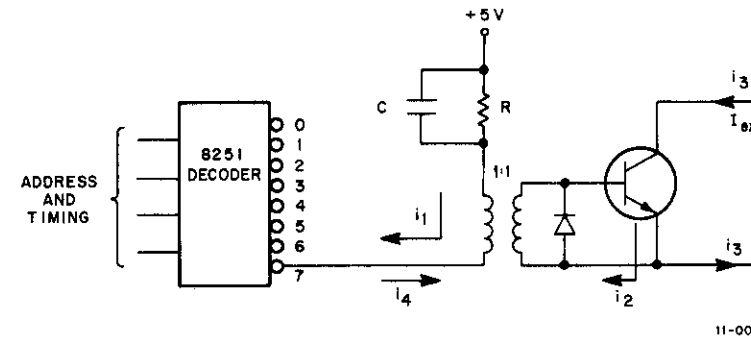 +5V
C
R
i3
Iex
0
1
2
3
4
5
6
7
8251
DECODER
ADDRESS
AND
TIMING
1:1
i1
i4
i2
i3
11-00